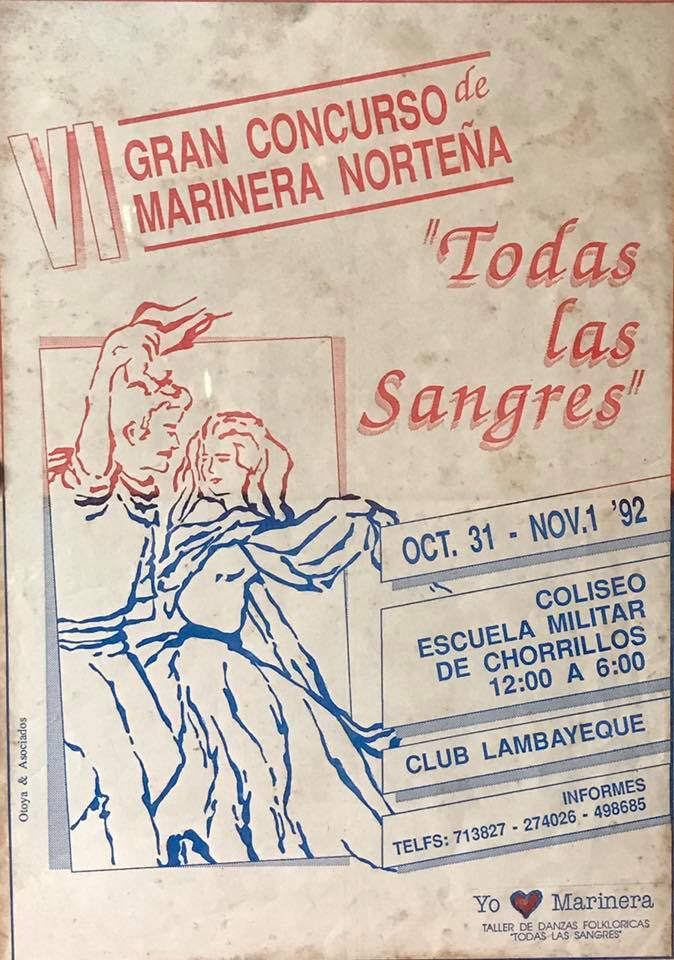 VI
GRAN CONCURSO de
MARINERA NORTEÑA
"Todas
las
Sangres"
OCT. 31 - NOV.1 '92
COLISEO
ESCUELA MILITAR
DE CHORRILLOS
12:00 A 6:00
CLUB LAMBAYEQUE
INFORMES
TELFS: 713827 - 274026 - 498685
Otoya & Asociados
Yo ❤ Marinera
TALLER DE DANZAS FOLKLORICAS
"TODAS LAS SANGRES"